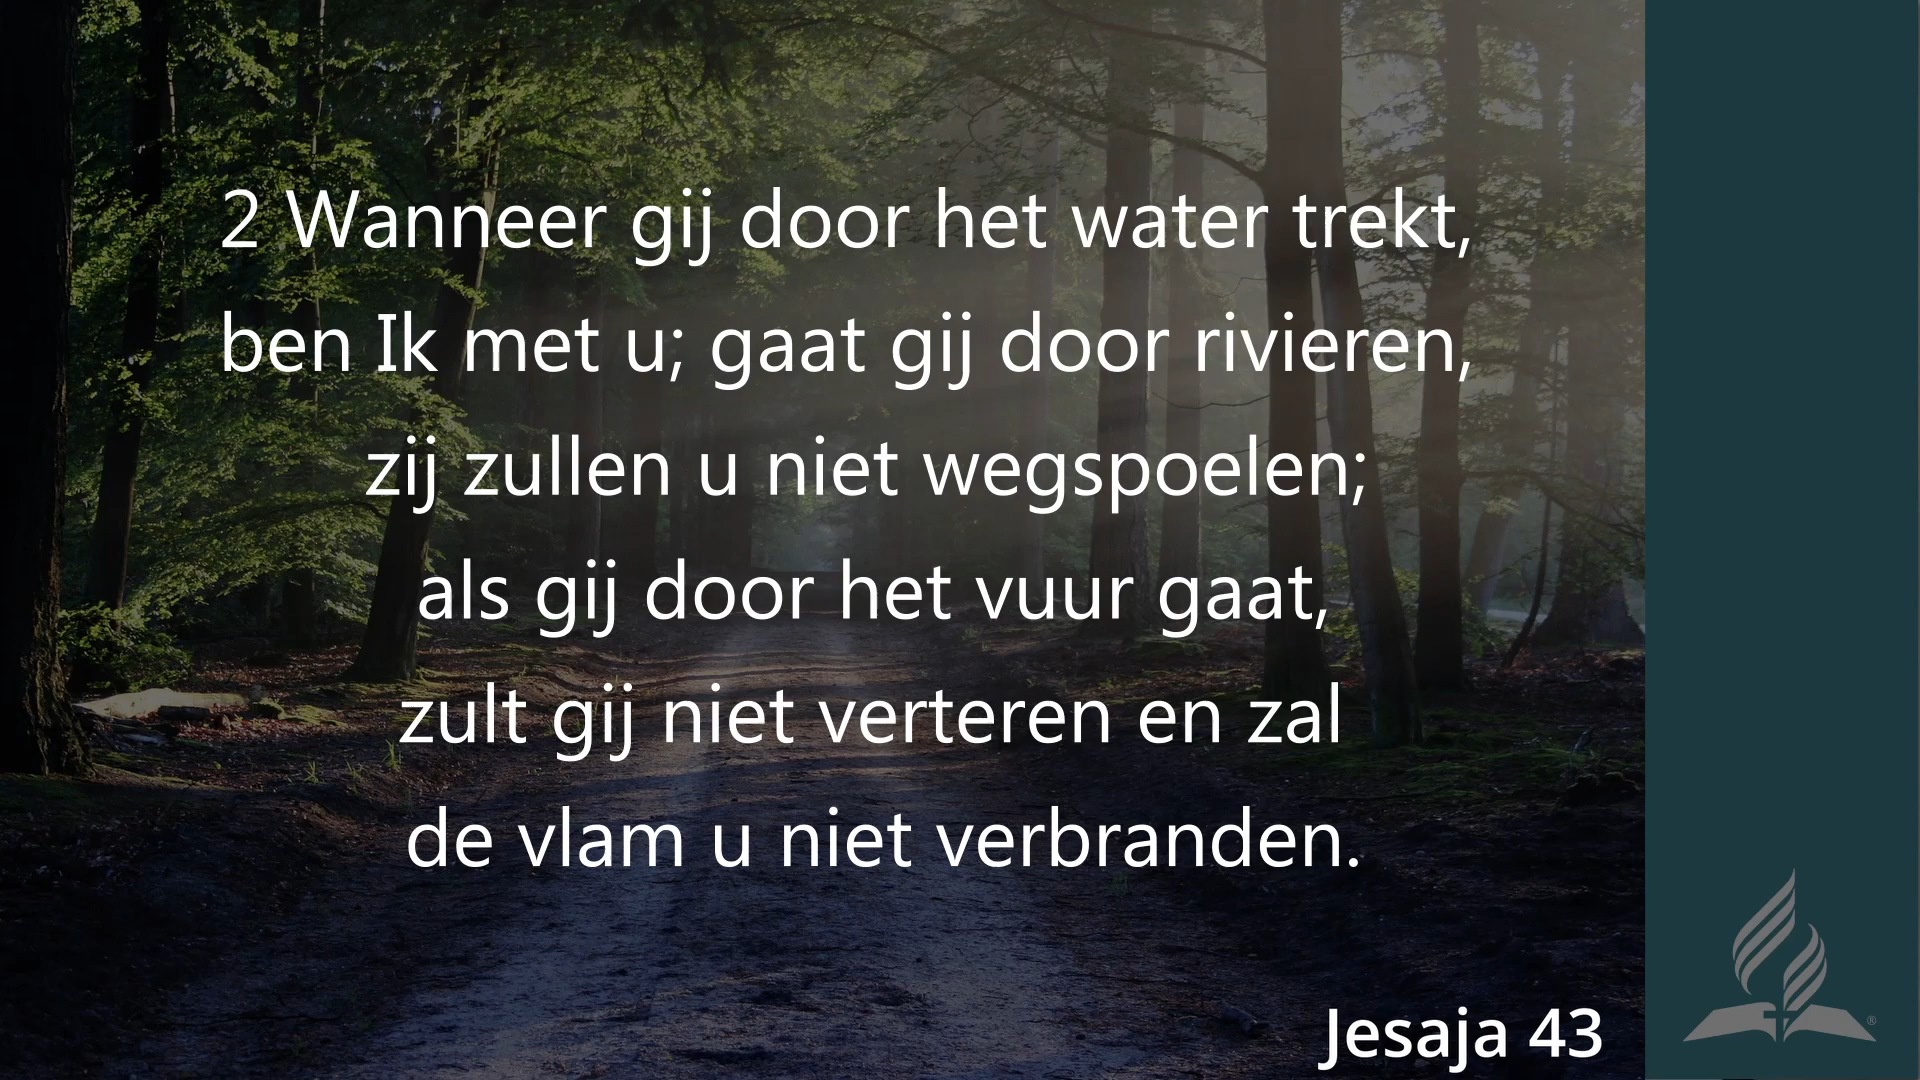 2 Wanneer gij door het water trekt,
ben Ik met u; gaat gij door rivieren,
zij zullen u niet wegspoelen;
als gij door het vuur gaat,
zult gij niet verteren en zal
de vlam u niet verbranden.
Jesaja 43
®